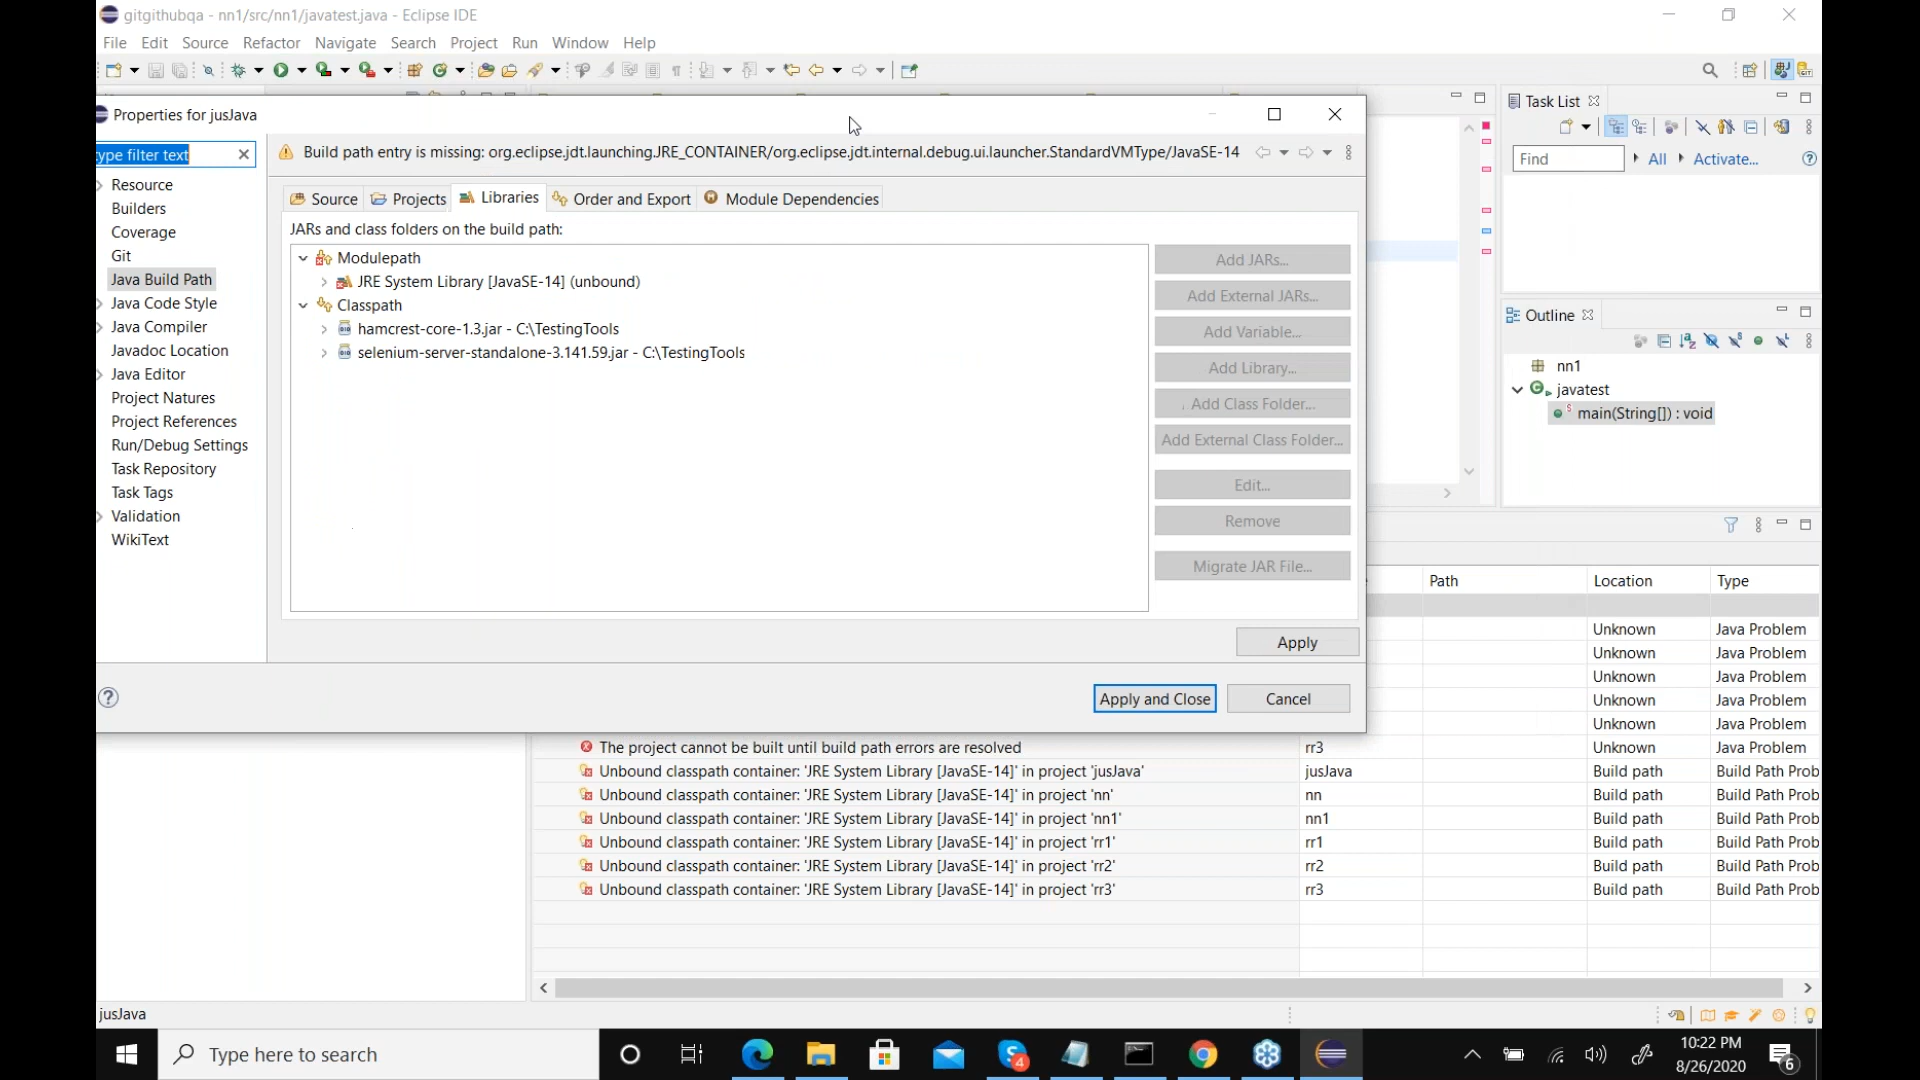 gitgithubqa - nn1/src/nn1/javatest.java - Eclipse IDE
File Edit Source Refactor Navigate Search Project Run Window Help
Properties for jusJava
type filter text
Build path entry is missing: org.eclipse.jdt.launching.JRE_CONTAINER/org.eclipse.jdt.internal.debug.ui.launcher.StandardVMType/JavaSE-14
Resource
Builders
Coverage
Git
Java Build Path
Java Code Style
Java Compiler
Javadoc Location
Java Editor
Project Natures
Project References
Run/Debug Settings
Task Repository
Task Tags
Validation
WikiText
Source Projects Libraries Order and Export Module Dependencies
JARs and class folders on the build path:
Modulepath
JRE System Library [JavaSE-14] (unbound)
Classpath
hamcrest-core-1.3.jar - C:\TestingTools
selenium-server-standalone-3.141.59.jar - C:\TestingTools
Add JARs...
Add External JARs...
Add Variable...
Add Library...
Add Class Folder...
Add External Class Folder...
Edit...
Remove
Migrate JAR File...
Apply
Apply and Close Cancel
Task List
Find All Activate...
Outline
nn1
javatest
main(String[]) : void
Path Location Type
Unknown Java Problem
Unknown Java Problem
Unknown Java Problem
Unknown Java Problem
Unknown Java Problem
The project cannot be built until build path errors are resolved rr3 Unknown Java Problem
Unbound classpath container: 'JRE System Library [JavaSE-14]' in project 'jusJava' jusJava Build path Build Path Prob
Unbound classpath container: 'JRE System Library [JavaSE-14]' in project 'nn' nn Build path Build Path Prob
Unbound classpath container: 'JRE System Library [JavaSE-14]' in project 'nn1' nn1 Build path Build Path Prob
Unbound classpath container: 'JRE System Library [JavaSE-14]' in project 'rr1' rr1 Build path Build Path Prob
Unbound classpath container: 'JRE System Library [JavaSE-14]' in project 'rr2' rr2 Build path Build Path Prob
Unbound classpath container: 'JRE System Library [JavaSE-14]' in project 'rr3' rr3 Build path Build Path Prob
jusJava
Type here to search
4
10:22 PM
8/26/2020
6